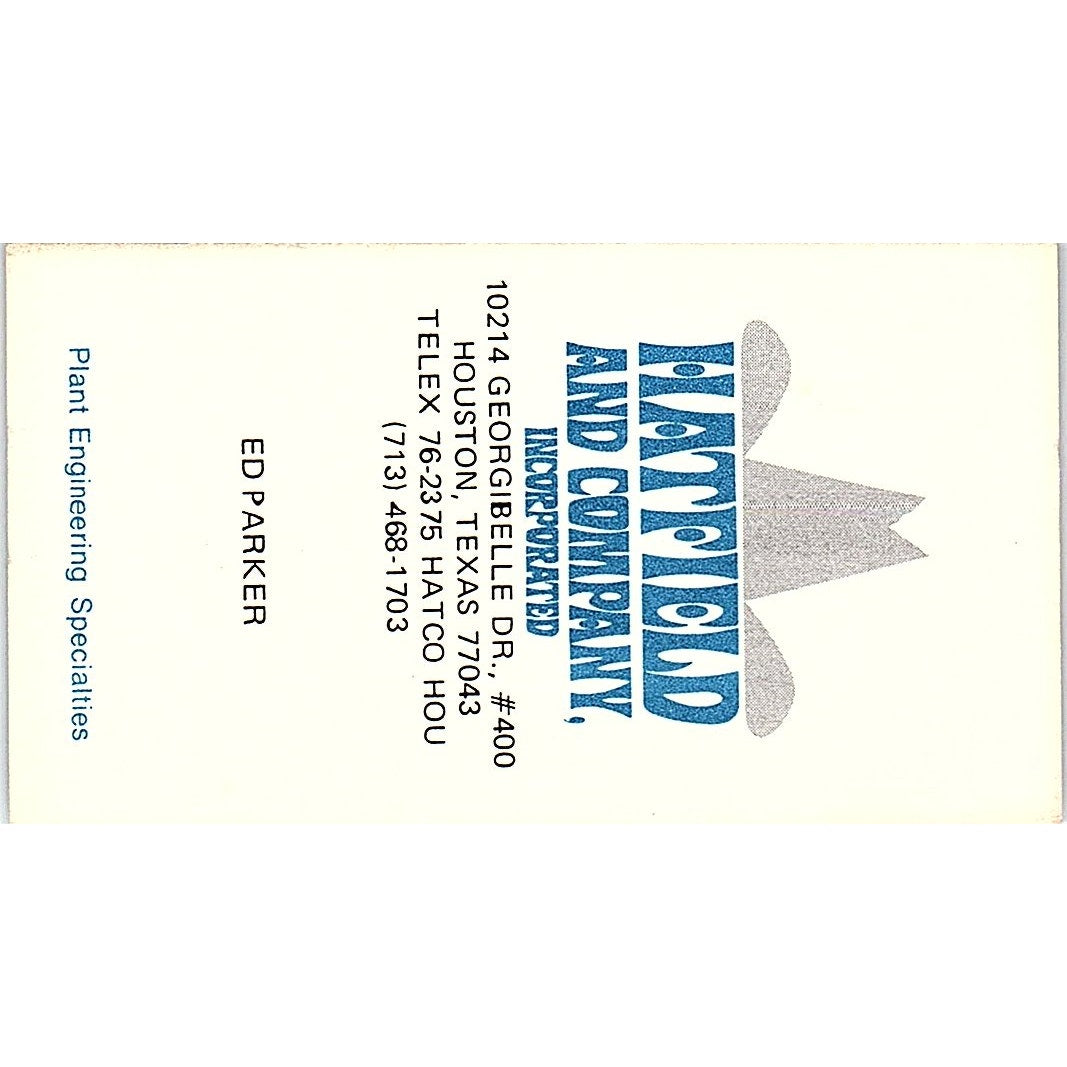 HATFIELD
AND COMPANY,
INCORPORATED
10214 GEORGIBELLE DR., #400
HOUSTON, TEXAS 77043
TELEX 76-2375 HATCO HOU
(713) 468-1703
ED PARKER
Plant Engineering Specialties